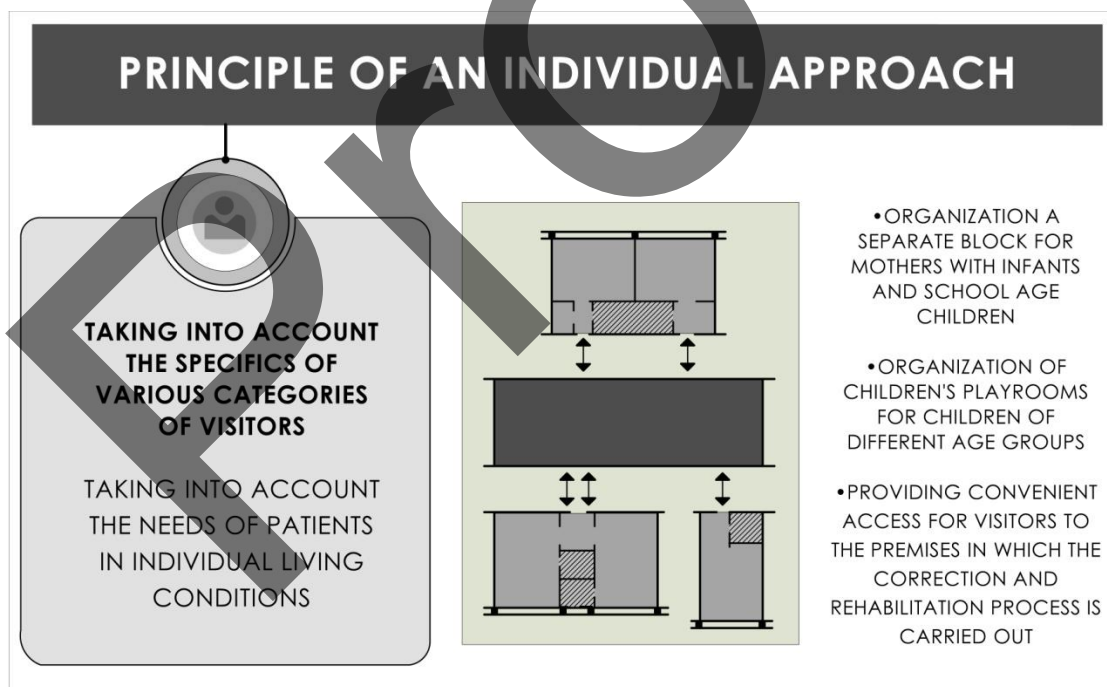 PRINCIPLE OF AN INDIVIDUAL APPROACH
TAKING INTO ACCOUNT
THE SPECIFICS OF
VARIOUS CATEGORIES
OF VISITORS
TAKING INTO ACCOUNT
THE NEEDS OF PATIENTS
IN INDIVIDUAL LIVING
CONDITIONS
•ORGANIZATION A
SEPARATE BLOCK FOR
MOTHERS WITH INFANTS
AND SCHOOL AGE
CHILDREN
•ORGANIZATION OF
CHILDREN'S PLAYROOMS
FOR CHILDREN OF
DIFFERENT AGE GROUPS
•PROVIDING CONVENIENT
ACCESS FOR VISITORS TO
THE PREMISES IN WHICH THE
CORRECTION AND
REHABILITATION PROCESS IS
CARRIED OUT
Pro